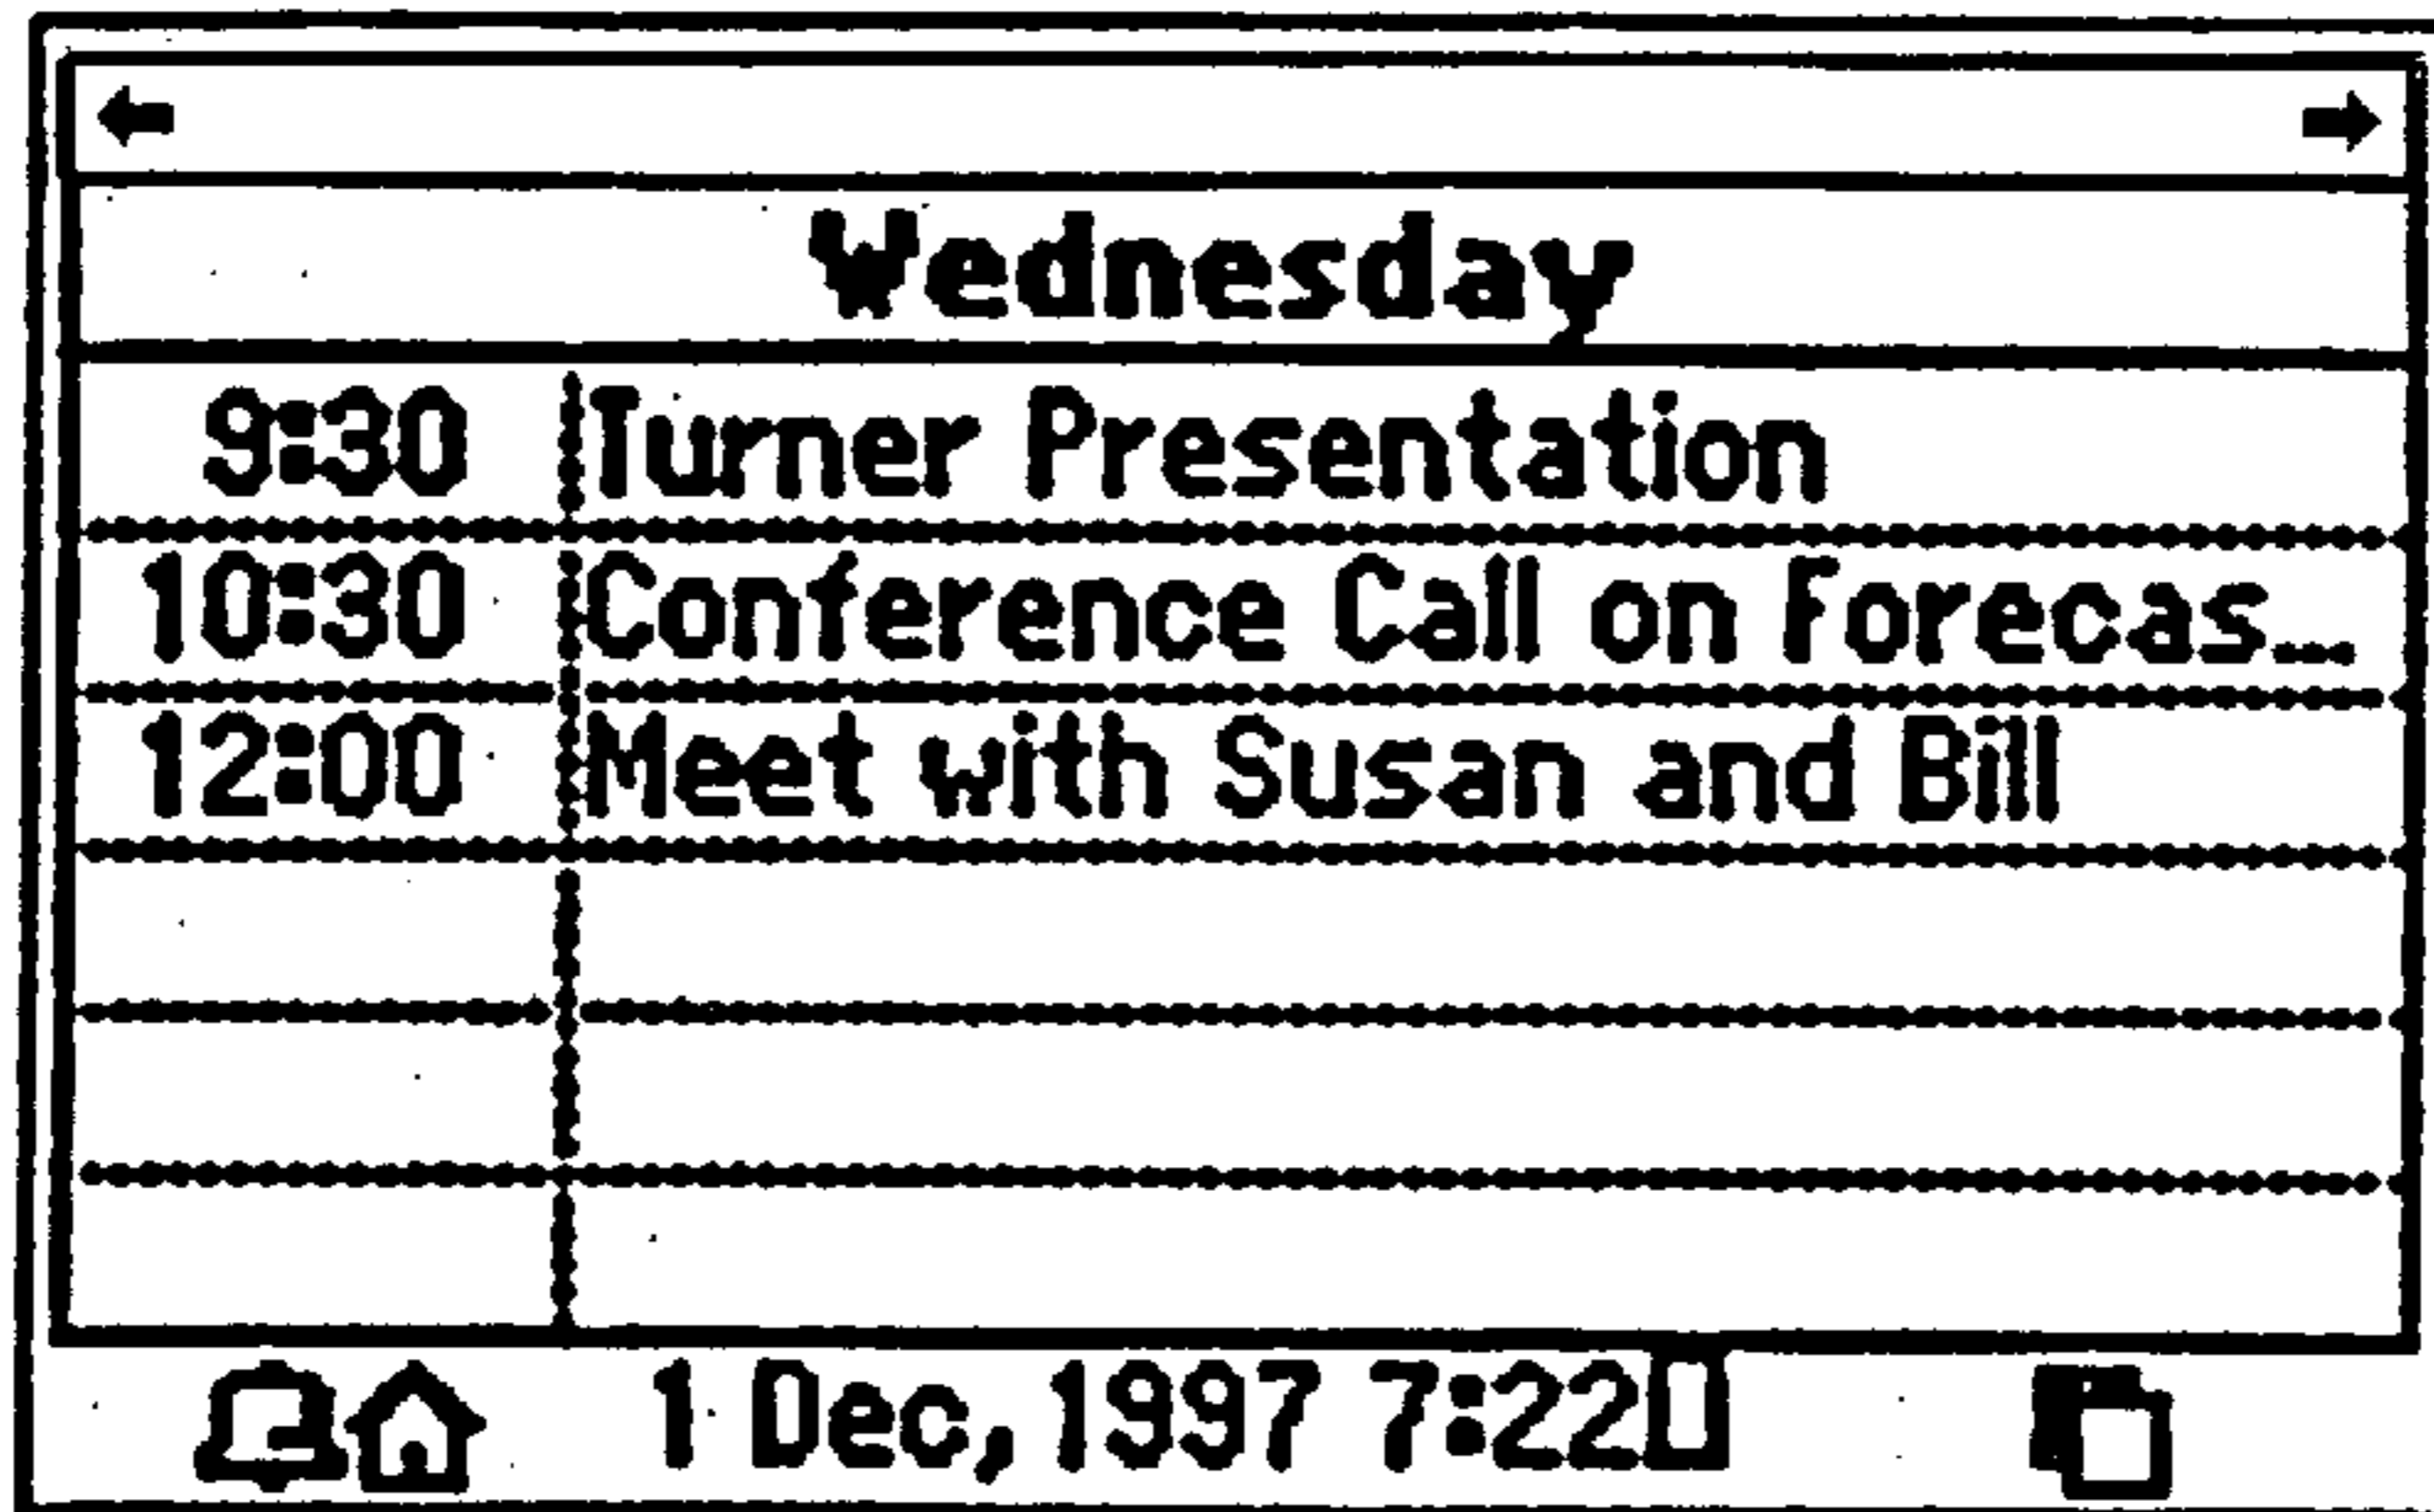 Wednesday
9:30 Turner Presentation
10:30 Conference Call on Forecas…
12:00 Meet with Susan and Bill
1 Dec,1997 7:22